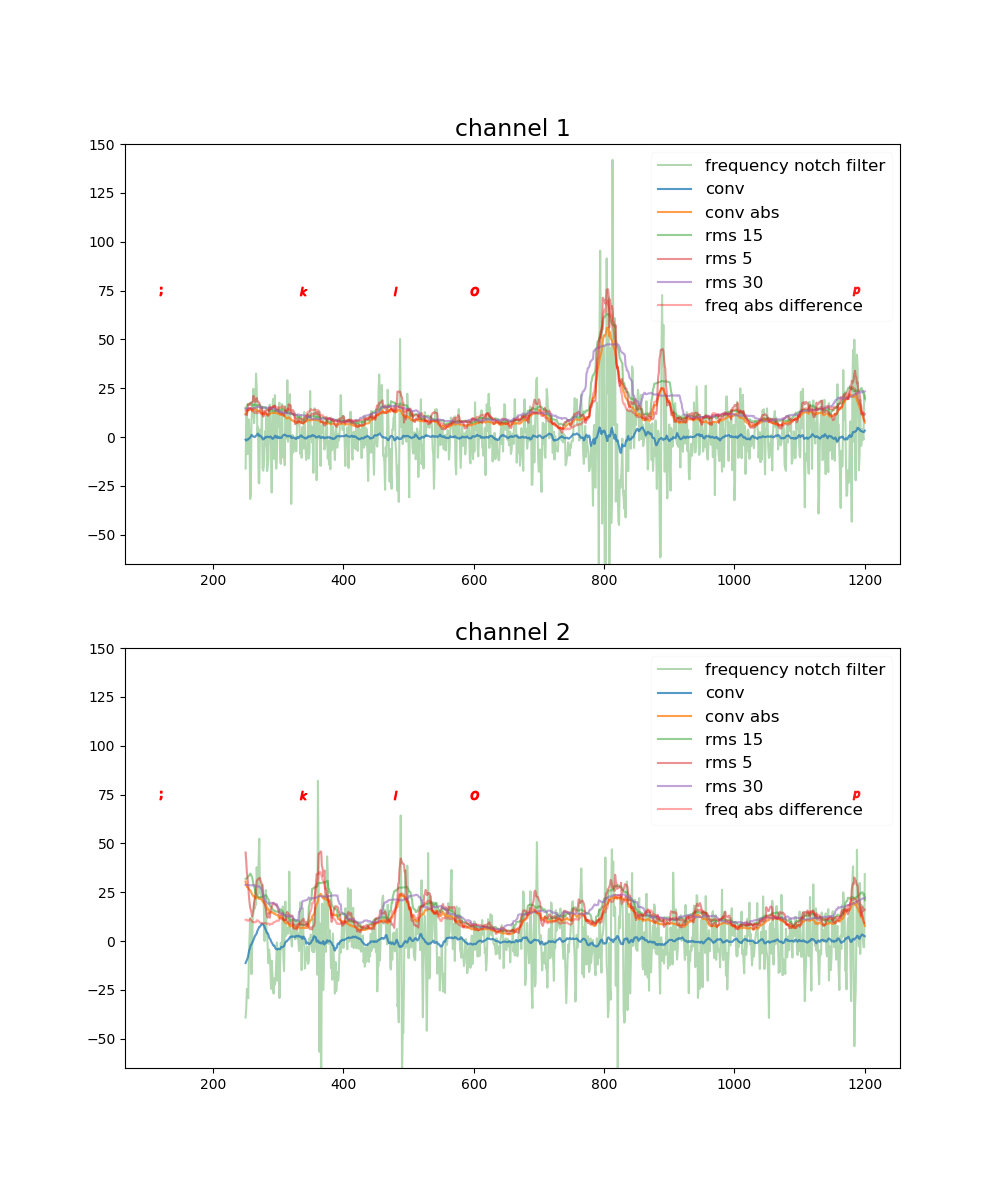 channel 1
150
125
100
75
50
25
0
−25
−50
frequency notch filter
conv
conv abs
rms 15
rms 5
rms 30
freq abs difference
; k l o p
200 400 600 800 1000 1200
channel 2
150
125
100
75
50
25
0
−25
−50
frequency notch filter
conv
conv abs
rms 15
rms 5
rms 30
freq abs difference
; k l o p
200 400 600 800 1000 1200